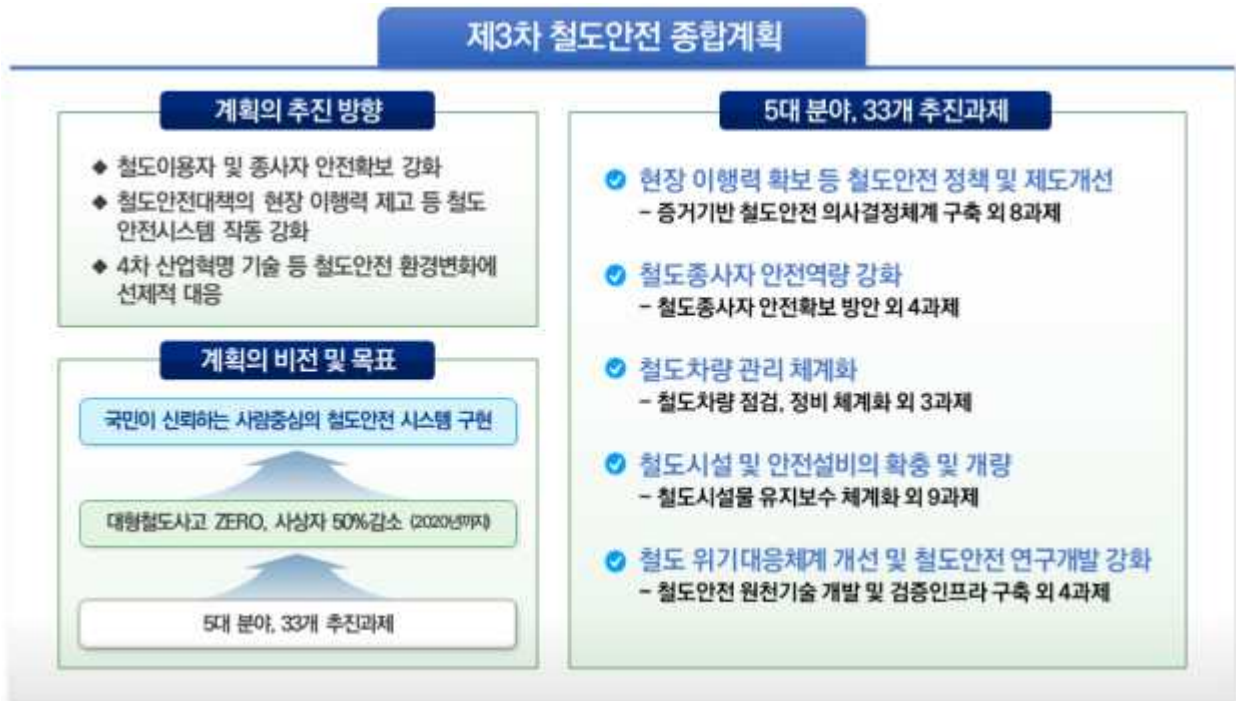 제3차 철도안전 종합계획
계획의 추진 방향
◆ 철도이용자 및 종사자 안전확보 강화
◆ 철도안전대책의 현장 이행력 제고 등 철도
안전시스템 작동 강화
◆ 4차 산업혁명 기술 등 철도안전 환경변화에
선제적 대응
계획의 비전 및 목표
국민이 신뢰하는 사람중심의 철도안전 시스템 구현
대형철도사고 ZERO, 사상자 50%감소 (2020년까지)
5대 분야, 33개 추진과제
5대 분야, 33개 추진과제
현장 이행력 확보 등 철도안전 정책 및 제도개선
- 증거기반 철도안전 의사결정체계 구축 외 8과제
철도종사자 안전역량 강화
- 철도종사자 안전확보 방안 외 4과제
철도차량 관리 체계화
- 철도차량 점검, 정비 체계화 외 3과제
철도시설 및 안전설비의 확충 및 개량
- 철도시설물 유지보수 체계화 외 9과제
철도 위기대응체계 개선 및 철도안전 연구개발 강화
- 철도안전 원천기술 개발 및 검증인프라 구축 외 4과제